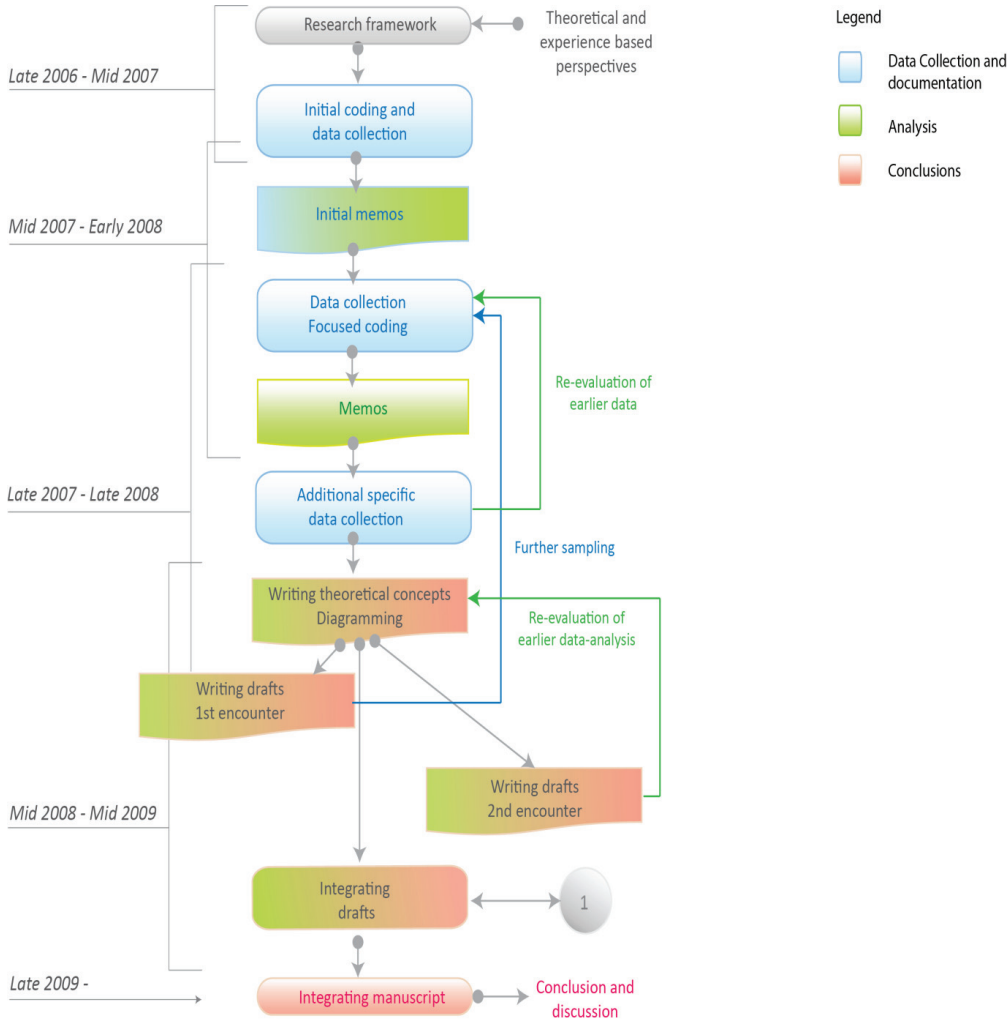 Research framework
Theoretical and
experience based
perspectives
Legend
Data Collection and
documentation
Analysis
Conclusions
Late 2006 - Mid 2007
Initial coding and
data collection
Mid 2007 - Early 2008
Initial memos
Data collection
Focused coding
Re-evaluation of
earlier data
Memos
Late 2007 - Late 2008
Additional specific
data collection
Further sampling
Writing theoretical concepts
Diagramming
Re-evaluation of
earlier data-analysis
Writing drafts
1st encounter
Mid 2008 - Mid 2009
Writing drafts
2nd encounter
Integrating
drafts
1
Late 2009 -
Integrating manuscript
Conclusion and
discussion